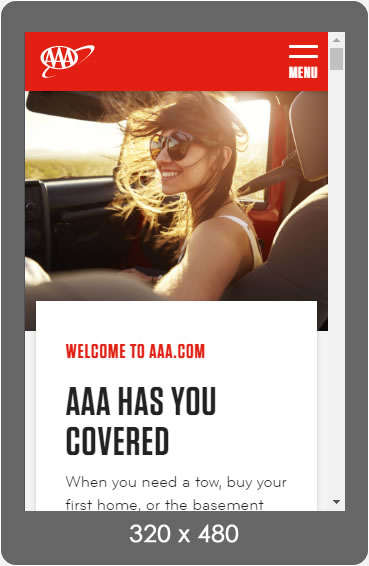 AAA
MENU
WELCOME TO AAA.COM
AAA HAS YOU
COVERED
When you need a tow, buy your
first home, or the basement
320 x 480